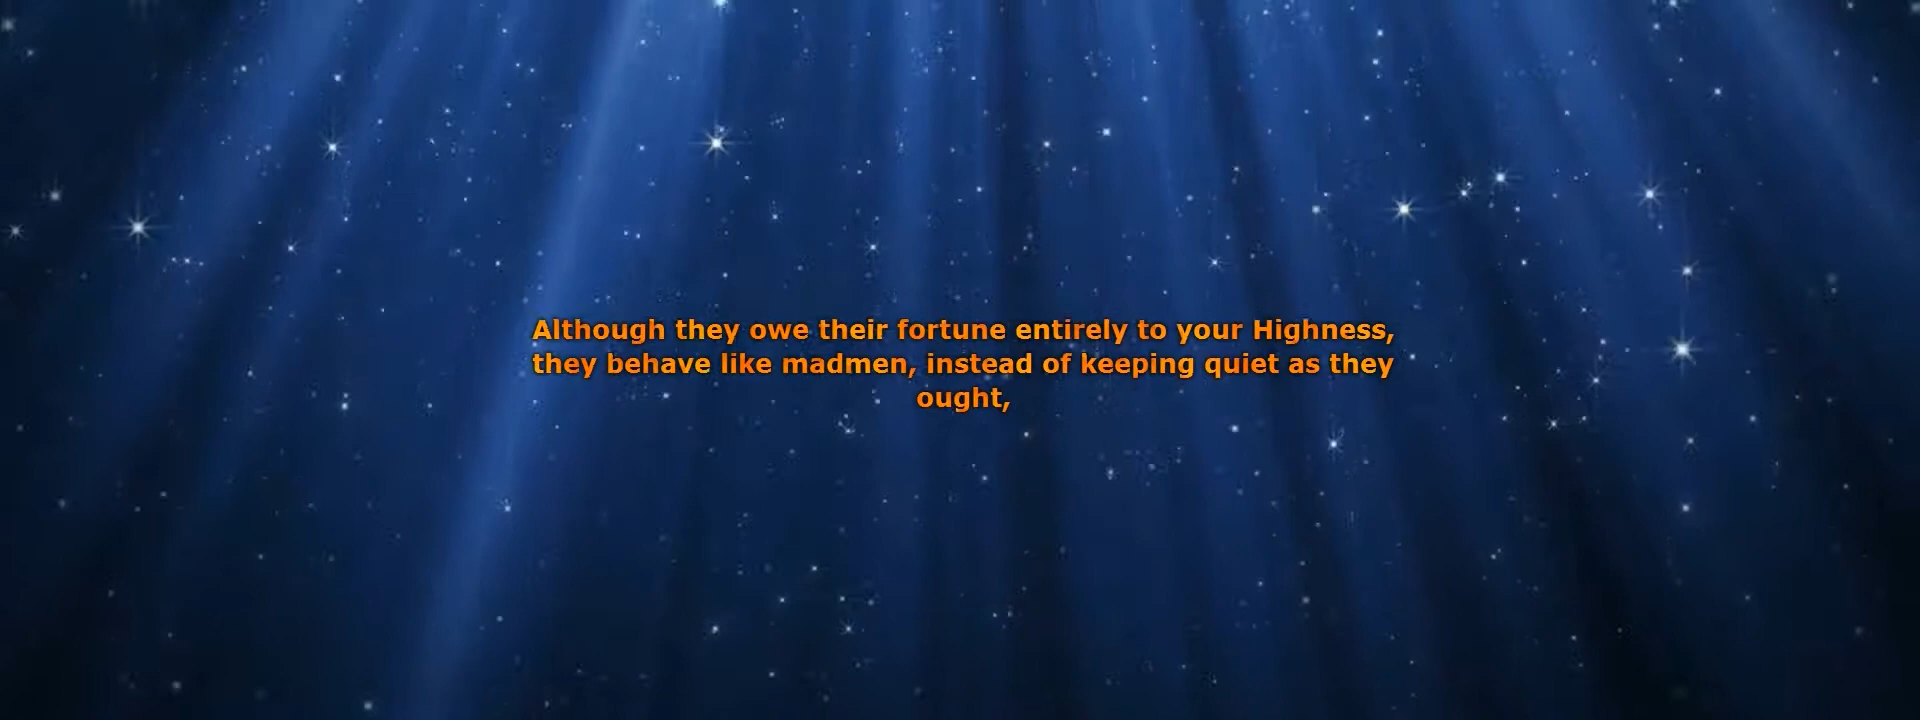 Although they owe their fortune entirely to your Highness,
they behave like madmen, instead of keeping quiet as they
ought,